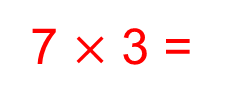 7 × 3 =